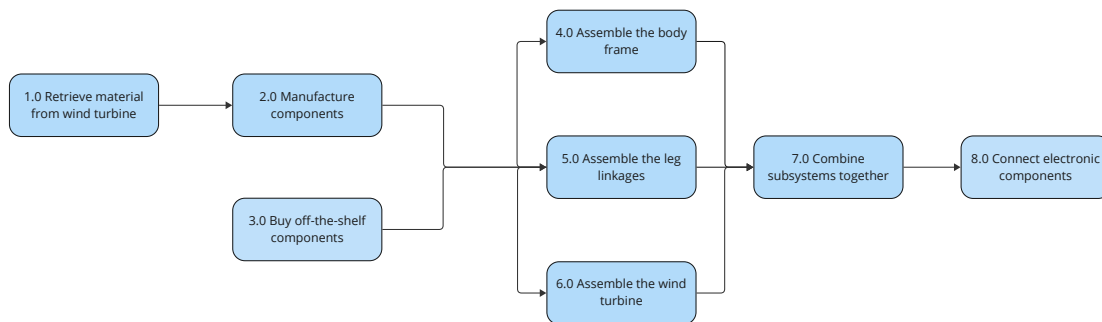 1.0 Retrieve material
from wind turbine
2.0 Manufacture
components
3.0 Buy off-the-shelf
components
4.0 Assemble the body
frame
5.0 Assemble the leg
linkages
6.0 Assemble the wind
turbine
7.0 Combine
subsystems together
8.0 Connect electronic
components